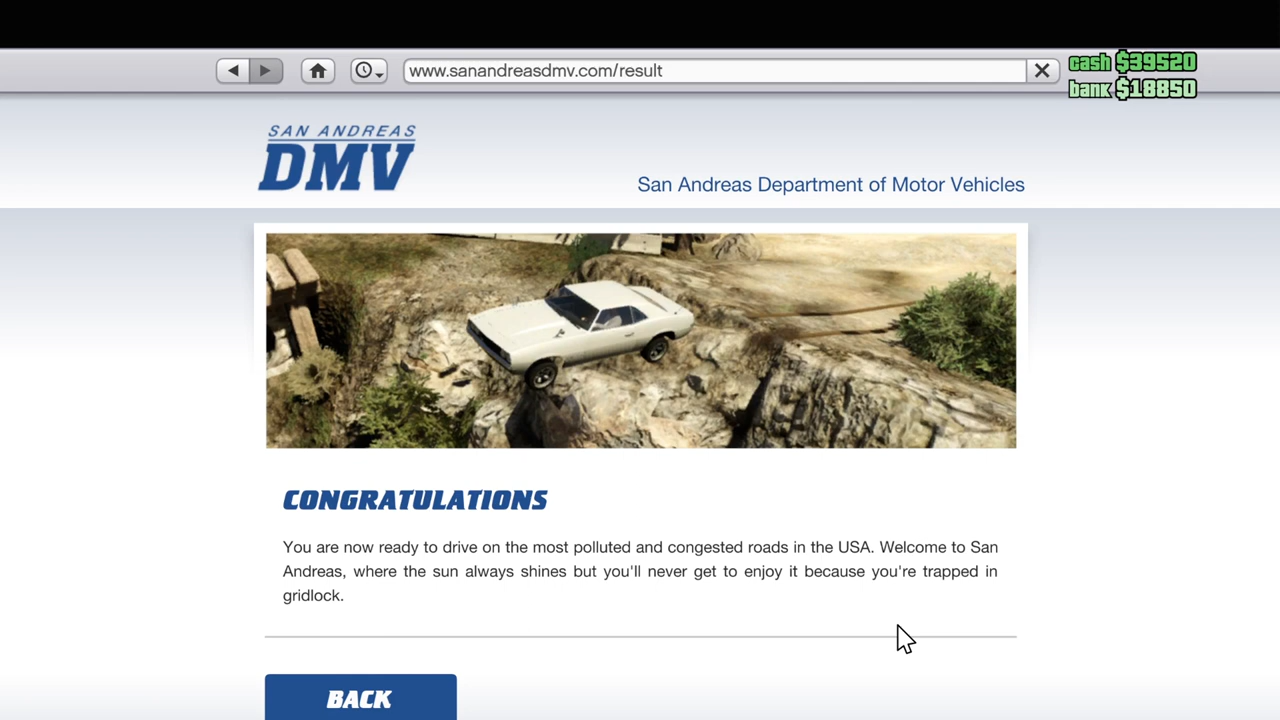 www.sanandreasdmv.com/result
cash $39520
bank $18850
SAN ANDREAS
DMV
San Andreas Department of Motor Vehicles
CONGRATULATIONS
You are now ready to drive on the most polluted and congested roads in the USA. Welcome to San
Andreas, where the sun always shines but you'll never get to enjoy it because you're trapped in
gridlock.
BACK